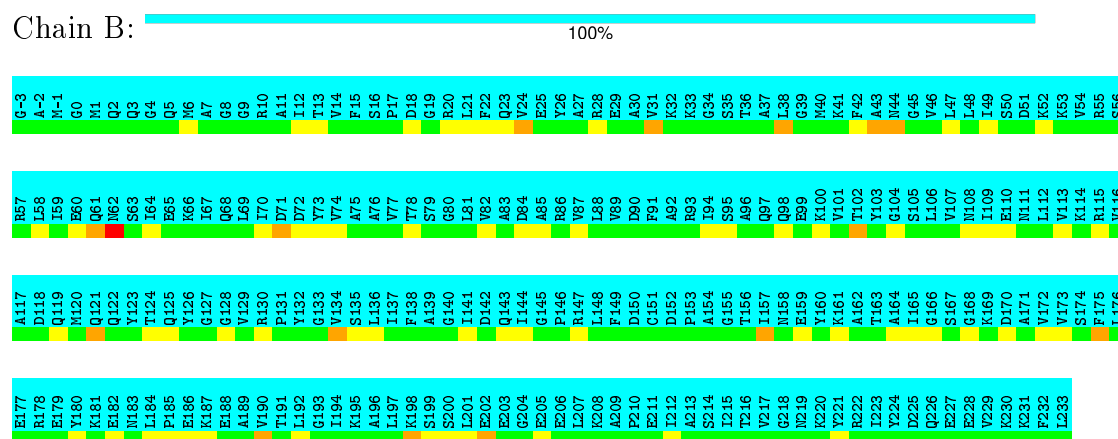 Chain B:
100%
G-3 A-2 M-1 G0 M1 Q2 Q3 G4 Q5 M6 A7 G8 G9 R10 A11 I12 T13 V14 F15 S16 P17 D18 G19 R20 L21 F22 Q23 V24 E25 Y26 A27 R28 E29 A30 V31 K32 K33 G34 S35 T36 A37 L38 G39 M40 K41 F42 A43 N44 G45 V46 L47 L48 I49 S50 D51 K52 K53 V54 R55 S56
R57 L58 I59 E60 Q61 N62 S63 I64 E65 K66 I67 Q68 L69 I70 D71 D72 Y73 V74 A75 A76 V77 T78 S79 G80 L81 V82 A83 D84 A85 R86 V87 L88 V89 D90 F91 A92 R93 I94 S95 A96 Q97 Q98 E99 K100 V101 T102 Y103 G104 S105 L106 V107 N108 I109 E110 N111 L112 V113 K114 R115 V116
A117 D118 Q119 M120 Q121 Q122 Y123 T124 Q125 Y126 G127 G128 V129 R130 P131 Y132 G133 V134 S135 L136 I137 F138 A139 G140 I141 D142 Q143 I144 G145 P146 R147 L148 F149 D150 C151 D152 P153 A154 G155 T156 I157 N158 E159 Y160 K161 A162 T163 A164 I165 G166 S167 G168 K169 D170 A171 V172 V173 S174 F175 L176
E177 R178 E179 Y180 K181 E182 N183 L184 P185 E186 K187 E188 A189 V190 T191 L192 G193 I194 K195 A196 L197 K198 S199 S200 L201 E202 E203 G204 E205 E206 L207 K208 A209 P210 E211 I212 A213 S214 I215 T216 V217 G218 N219 K220 Y221 R222 I223 Y224 D225 Q226 E227 E228 V229 K230 K231 F232 L233